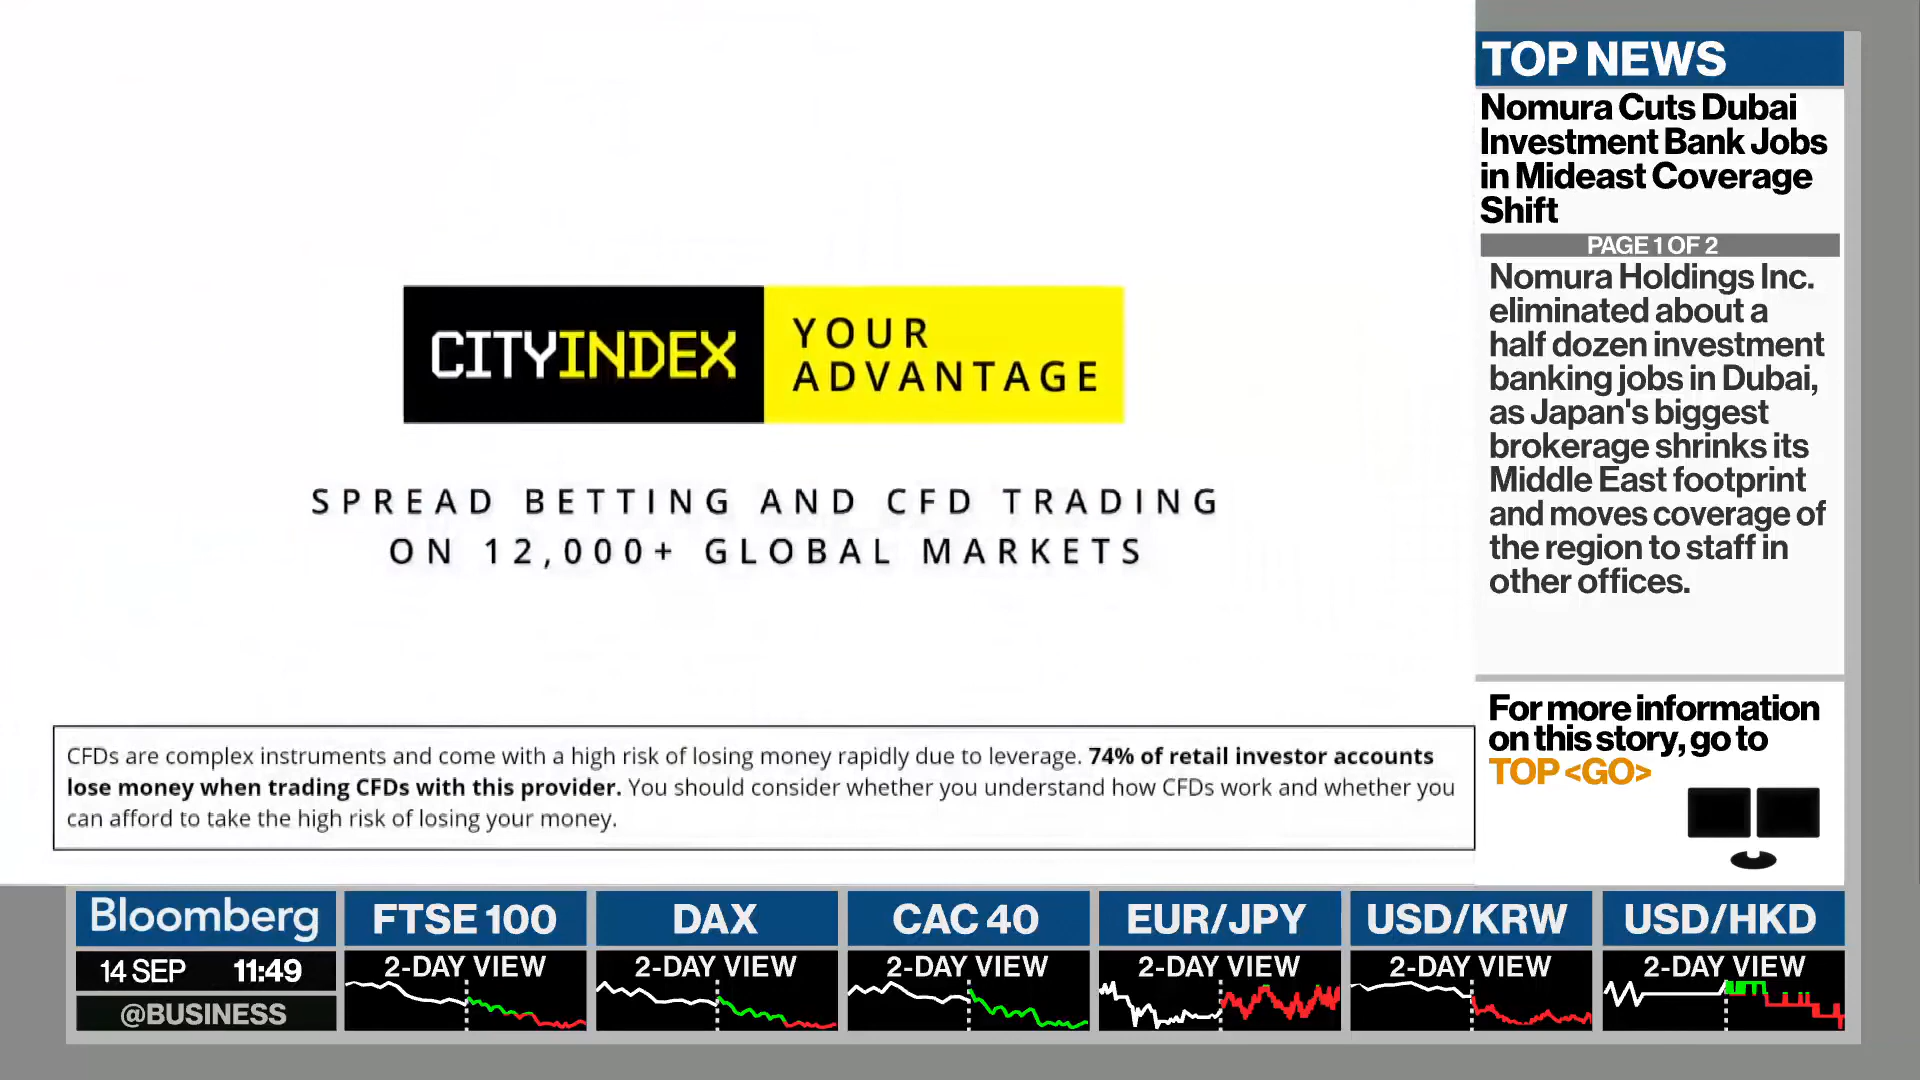 CITYINDEX
YOUR
ADVANTAGE
SPREAD BETTING AND CFD TRADING
ON 12,000+ GLOBAL MARKETS
CFDs are complex instruments and come with a high risk of losing money rapidly due to leverage. 74% of retail investor accounts
lose money when trading CFDs with this provider. You should consider whether you understand how CFDs work and whether you
can afford to take the high risk of losing your money.
TOP NEWS
Nomura Cuts Dubai
Investment Bank Jobs
in Mideast Coverage
Shift
PAGE 1 OF 2
Nomura Holdings Inc.
eliminated about a
half dozen investment
banking jobs in Dubai,
as Japan's biggest
brokerage shrinks its
Middle East footprint
and moves coverage of
the region to staff in
other offices.
For more information
on this story, go to
TOP <GO>
Bloomberg
14 SEP 11:49
@BUSINESS
FTSE 100
2-DAY VIEW
DAX
2-DAY VIEW
CAC 40
2-DAY VIEW
EUR/JPY
2-DAY VIEW
USD/KRW
2-DAY VIEW
USD/HKD
2-DAY VIEW